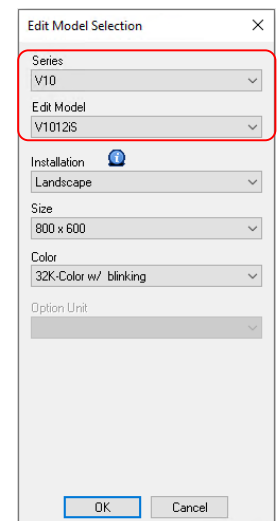 Edit Model Selection
Series
V10
Edit Model
V1012iS
Installation
Landscape
Size
800 x 600
Color
32K-Color w/ blinking
Option Unit
OK Cancel